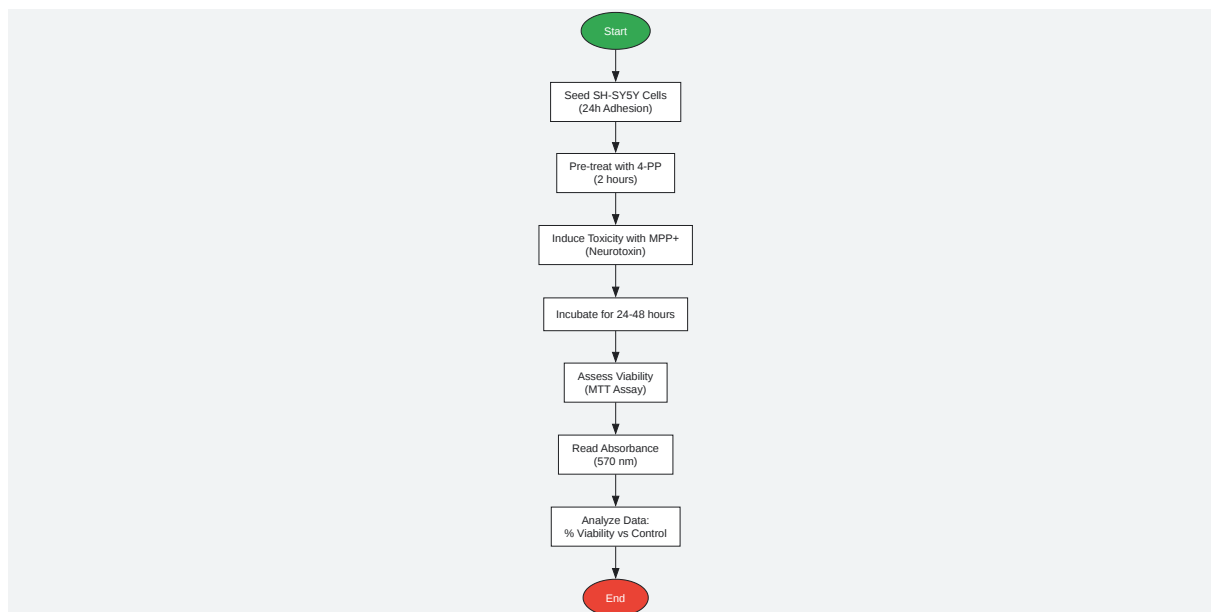 Start
Seed SH-SY5Y Cells
(24h Adhesion)
Pre-treat with 4-PP
(2 hours)
Induce Toxicity with MPP+
(Neurotoxin)
Incubate for 24-48 hours
Assess Viability
(MTT Assay)
Read Absorbance
(570 nm)
Analyze Data:
% Viability vs Control
End